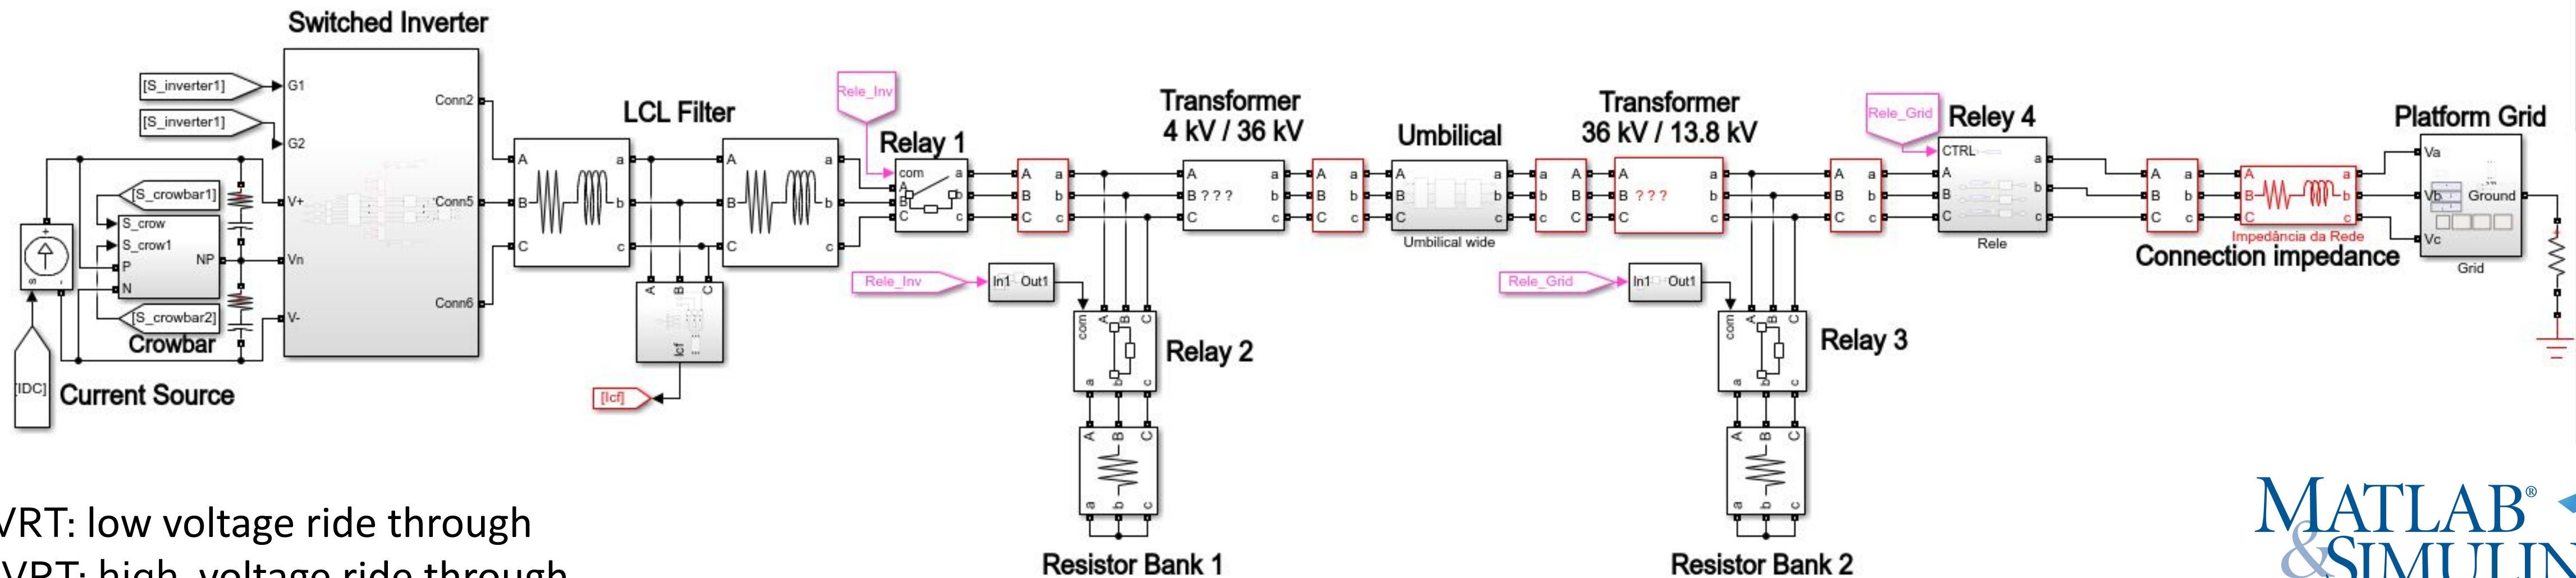 Switched Inverter
[S_inverter1]
G1
[S_inverter1]
G2
Conn2
Conn5
Conn6
V+
Vn
V-
[S_crowbar1]
S_crow
S_crow1
NP
P
N
[S_crowbar2]
Crowbar
+
s
-
[IDC]
Current Source
LCL Filter
A a
B b
C c
A a
B b
C c
A B C
Icf
[Icf]
Rele_Inv
Relay 1
com a
A
B b
C c
A a
B b
C c
Transformer
4 kV / 36 kV
A a
B ? ? ? b
C c
A a
B b
C c
Umbilical
A a
B b
C c
Umbilical wide
a A
b B
c C
Transformer
36 kV / 13.8 kV
A a
B ? ? ? b
C c
A a
B b
C c
Rele_Grid
Reley 4
CTRL
A a
B b
C c
Rele
A a
B b
C c
A a
B b
C c
Impedância da Rede
Connection impedance
Platform Grid
Va
Vb
Vc
Ground
Grid
Rele_Inv
In1 Out1
com A B C
a b c
Relay 2
A B C
a b c
Resistor Bank 1
Rele_Grid
In1 Out1
com A B C
a b c
Relay 3
A B C
a b c
Resistor Bank 2
VRT: low voltage ride through
VRT: high voltage ride through
MATLAB®
&SIMULIN